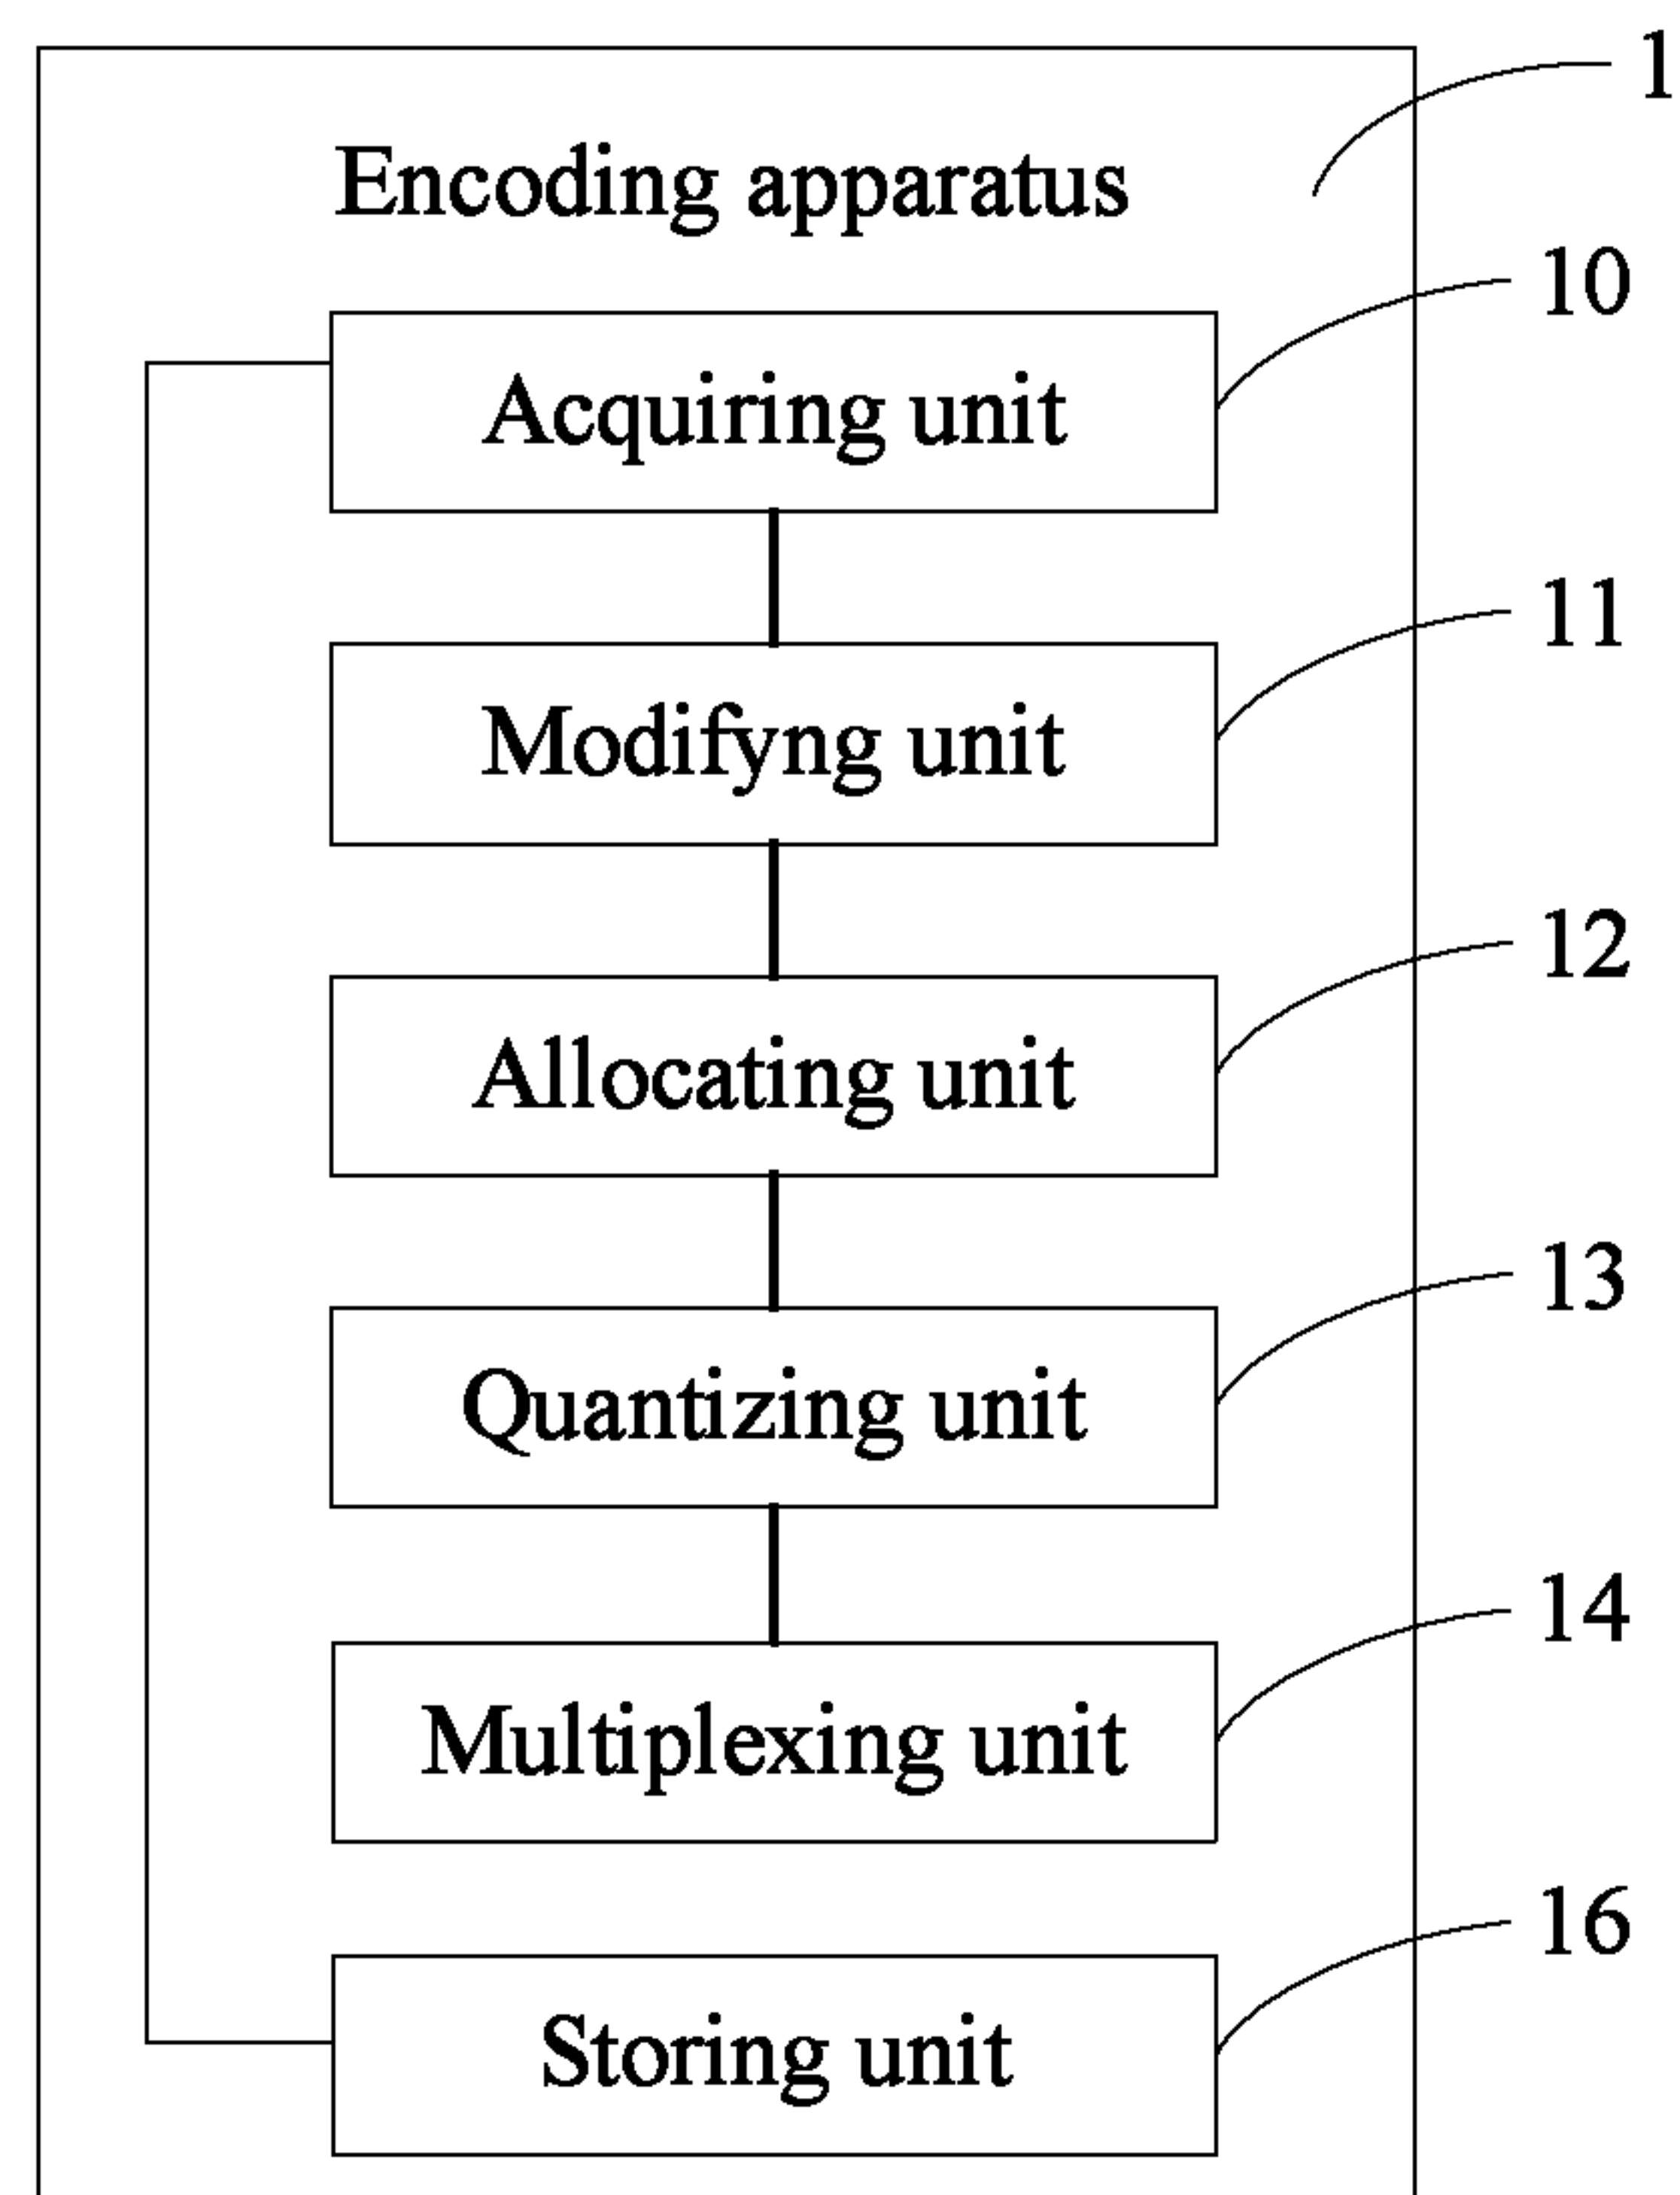 1
Encoding apparatus
10
Acquiring unit
11
Modifyng unit
12
Allocating unit
13
Quantizing unit
14
Multiplexing unit
16
Storing unit